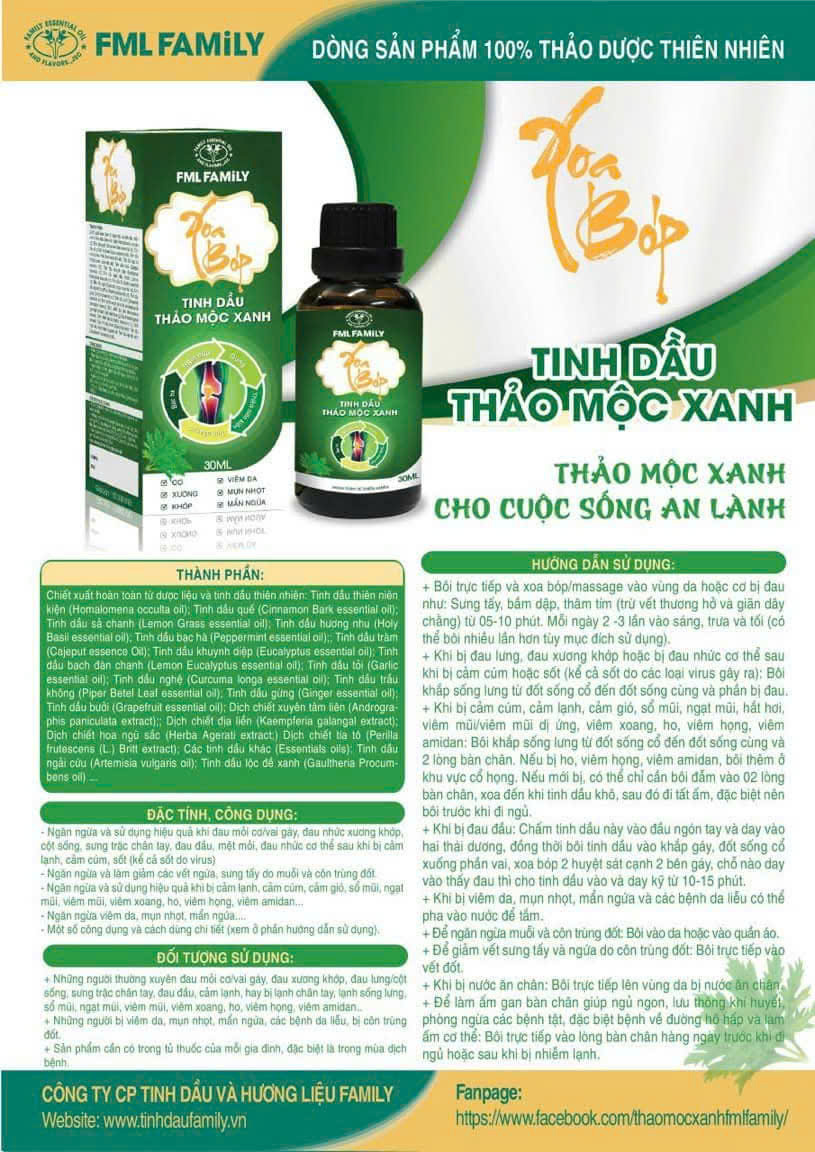 FAMILY ESSENTIAL OIL
AND FLAVORS.,JSC
FML FAMiLY
DÒNG SẢN PHẨM 100% THẢO DƯỢC THIÊN NHIÊN
FML FAMiLY
Xoa
Bóp
TINH DẦU
THẢO MỘC XANH
30ML
CƠ
XƯƠNG
KHỚP
VIÊM DA
MỤN NHỌT
MẨN NGỨA
FML FAMiLY
Xoa
Bóp
TINH DẦU
THẢO MỘC XANH
30ML
Xoa
Bóp
TINH DẦU
THẢO MỘC XANH
THẢO MỘC XANH
CHO CUỘC SỐNG AN LÀNH
THÀNH PHẦN:
Chiết xuất hoàn toàn từ dược liệu và tinh dầu thiên nhiên: Tinh dầu thiên niên
kiện (Homalomena occulta oil); Tinh dầu quế (Cinnamon Bark essential oil);
Tinh dầu sả chanh (Lemon Grass essential oil); Tinh dầu hương nhu (Holy
Basil essential oil); Tinh dầu bạc hà (Peppermint essential oil);; Tinh dầu tràm
(Cajeput essence Oil); Tinh dầu khuynh diệp (Eucalyptus essential oil); Tinh
dầu bạch đàn chanh (Lemon Eucalyptus essential oil); Tinh dầu tỏi (Garlic
essential oil); Tinh dầu nghệ (Curcuma longa essential oil); Tinh dầu trầu
không (Piper Betel Leaf essential oil); Tinh dầu gừng (Ginger essential oil);
Tinh dầu bưởi (Grapefruit essential oil); Dịch chiết xuyên tâm liên (Androgra-
phis paniculata extract);; Dịch chiết địa liền (Kaempferia galangal extract);
Dịch chiết hoa ngũ sắc (Herba Agerati extract;) Dịch chiết tía tô (Perilla
frutescens (L.) Britt extract); Các tinh dầu khác (Essentials oils); Tinh dầu
ngải cứu (Artemisia vulgaris oil); Tinh dầu lộc đề xanh (Gaultheria Procum-
bens oil) ...
ĐẶC TÍNH, CÔNG DỤNG:
- Ngăn ngừa và sử dụng hiệu quả khi đau mỏi cơ/vai gáy, đau nhức xương khớp,
cột sống, sưng trặc chân tay, đau đầu, mệt mỏi, đau nhức cơ thể sau khi bị cảm
lạnh, cảm cúm, sốt (kể cả sốt do virus)
- Ngăn ngừa và làm giảm các vết ngứa, sưng tấy do muỗi và côn trùng đốt.
- Ngăn ngừa và sử dụng hiệu quả khi bị cảm lạnh, cảm cúm, cảm gió, sổ mũi, ngạt
mũi, viêm mũi, viêm xoang, ho, viêm họng, viêm amidan...
- Ngăn ngừa viêm da, mụn nhọt, mẩn ngứa,...
- Một số công dụng và cách dùng chi tiết (xem ở phần hướng dẫn sử dụng).
ĐỐI TƯỢNG SỬ DỤNG:
+ Những người thường xuyên đau mỏi cơ/vai gáy, đau xương khớp, đau lưng/cột
sống, sưng trặc chân tay, đau đầu, cảm lạnh, hay bị lạnh chân tay, lạnh sống lưng,
sổ mũi, ngạt mũi, viêm mũi, viêm xoang, ho, viêm họng, viêm amidan..
+ Những người bị viêm da, mụn nhọt, mẩn ngứa, các bệnh da liễu, bị côn trùng
đốt.
+ Sản phẩm cần có trong tủ thuốc của mỗi gia đình, đặc biệt là trong mùa dịch
bệnh.
HƯỚNG DẪN SỬ DỤNG:
+ Bôi trực tiếp và xoa bóp/massage vào vùng da hoặc cơ bị đau
như: Sưng tấy, bầm dập, thâm tím (trừ vết thương hở và giãn dây
chằng) từ 05-10 phút. Mỗi ngày 2 -3 lần vào sáng, trưa và tối (có
thể bôi nhiều lần hơn tùy mục đích sử dụng).
+ Khi bị đau lưng, đau xương khớp hoặc bị đau nhức cơ thể sau
khi bị cảm cúm hoặc sốt (kể cả sốt do các loại virus gây ra): Bôi
khắp sống lưng từ đốt sống cổ đến đốt sống cùng và phần bị đau.
+ Khi bị cảm cúm, cảm lạnh, cảm gió, sổ mũi, ngạt mũi, hắt hơi,
viêm mũi/viêm mũi dị ứng, viêm xoang, ho, viêm họng, viêm
amidan: Bôi khắp sống lưng từ đốt sống cổ đến đốt sống cùng và
2 lòng bàn chân. Nếu bị ho, viêm họng, viêm amidan, bôi thêm ở
khu vực cổ họng. Nếu mới bị, có thể chỉ cần bôi đẫm vào 02 lòng
bàn chân, xoa đến khi tinh dầu khô, sau đó đi tất ấm, đặc biệt nên
bôi trước khi đi ngủ.
+ Khi bị đau đầu: Chấm tinh dầu này vào đầu ngón tay và day vào
hai thái dương, đồng thời bôi tinh dầu vào khắp gáy, đốt sống cổ
xuống phần vai, xoa bóp 2 huyệt sát cạnh 2 bên gáy, chỗ nào day
vào thấy đau thì cho tinh dầu vào và day kỹ từ 10-15 phút.
+ Khi bị viêm da, mụn nhọt, mẩn ngứa và các bệnh da liễu có thể
pha vào nước để tắm.
+ Để ngăn ngừa muỗi và côn trùng đốt: Bôi vào da hoặc vào quần áo.
+ Để giảm vết sưng tấy và ngứa do côn trùng đốt: Bôi trực tiếp vào
vết đốt.
+ Khi bị nước ăn chân: Bôi trực tiếp lên vùng da bị nước ăn chân.
+ Để làm ấm gan bàn chân giúp ngủ ngon, lưu thông khí huyết,
phòng ngừa các bệnh tật, đặc biệt bệnh về đường hô hấp và làm
ấm cơ thể: Bôi trực tiếp vào lòng bàn chân hàng ngày trước khi đi
ngủ hoặc sau khi bị nhiễm lạnh.
CÔNG TY CP TINH DẦU VÀ HƯƠNG LIỆU FAMILY
Website: www.tinhdaufamily.vn
Fanpage:
https://www.facebook.com/thaomocxanhfmlfamily/